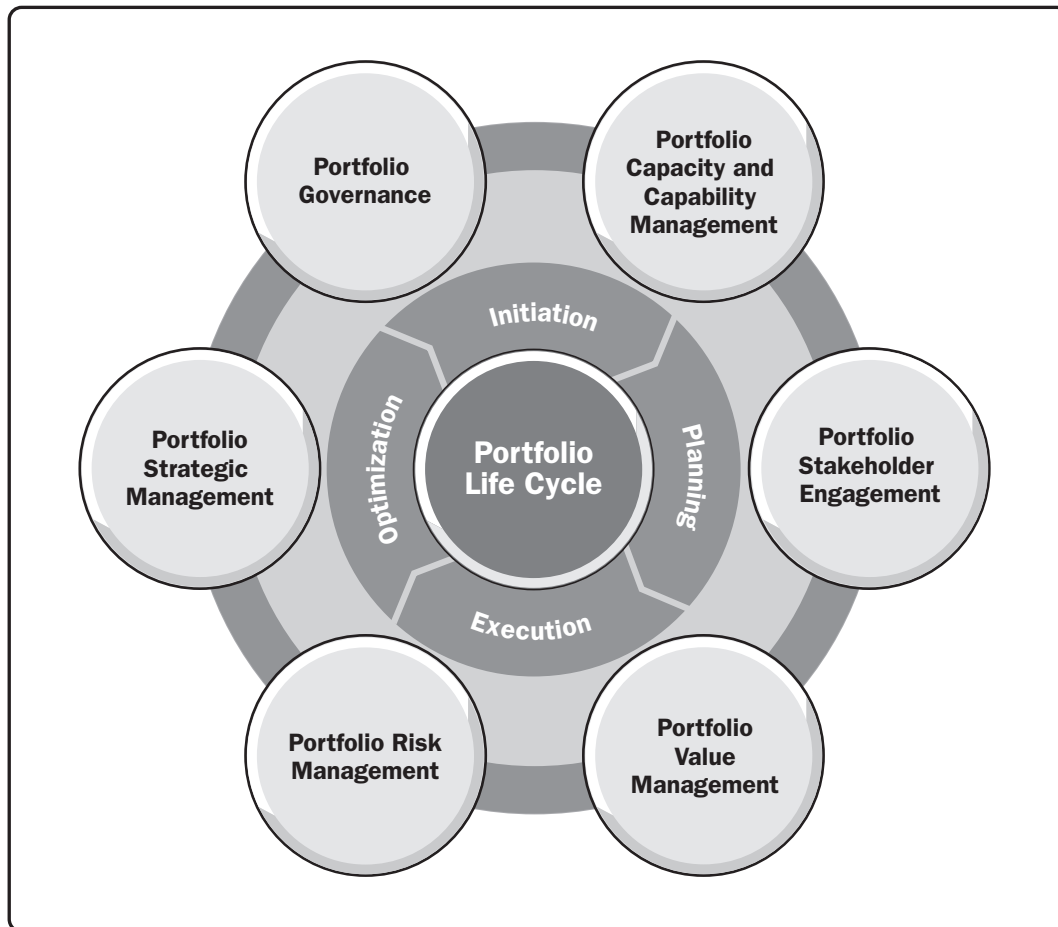 Portfolio
Governance
Portfolio
Capacity and
Capability
Management
Portfolio
Strategic
Management
Initiation
Planning
Execution
Optimization
Portfolio
Life Cycle
Portfolio
Stakeholder
Engagement
Portfolio Risk
Management
Portfolio
Value
Management